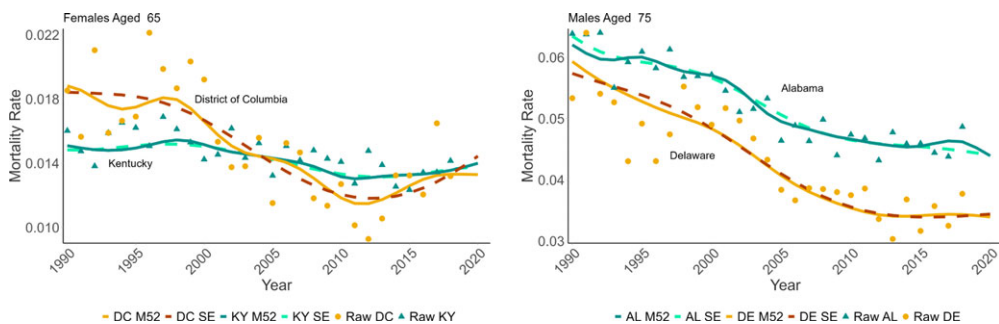 Females Aged 65
Mortality Rate
0.022
0.018
0.014
0.010
District of Columbia
Kentucky
1990
1995
2000
2005
2010
2015
2020
Year
DC M52 DC SE KY M52 KY SE Raw DC Raw KY
Males Aged 75
Mortality Rate
0.06
0.05
0.04
0.03
Alabama
Delaware
1990
1995
2000
2005
2010
2015
2020
Year
AL M52 AL SE DE M52 DE SE Raw AL Raw DE